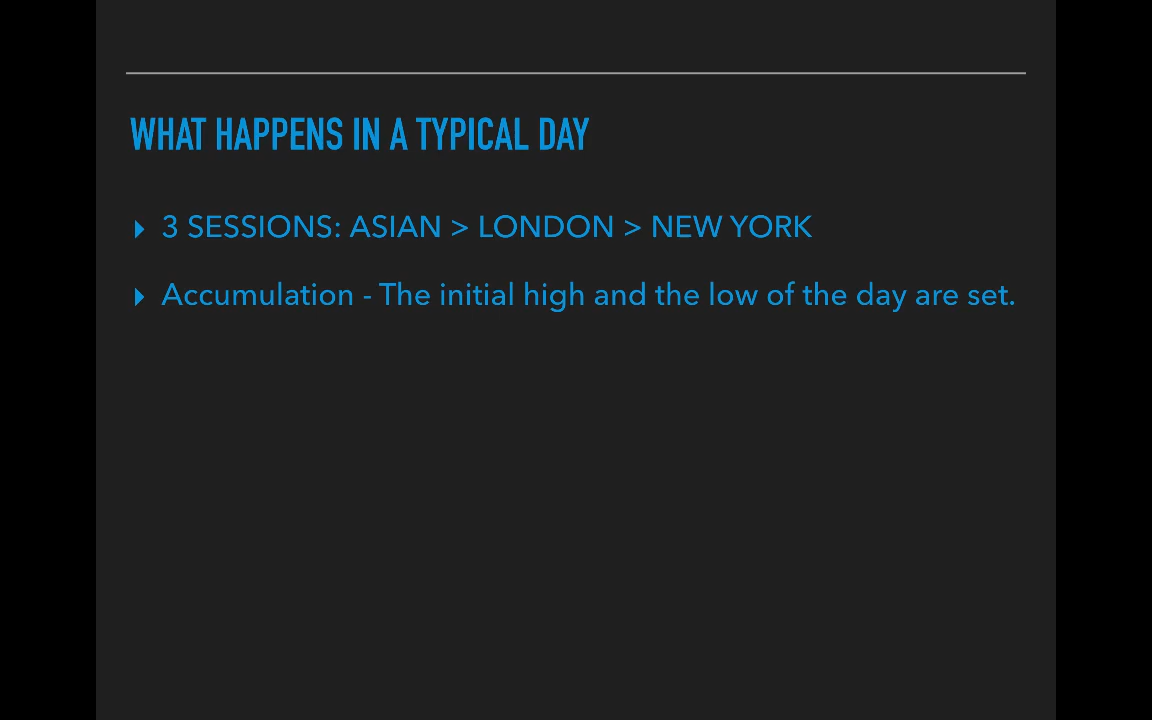 WHAT HAPPENS IN A TYPICAL DAY
3 SESSIONS: ASIAN > LONDON > NEW YORK
Accumulation - The initial high and the low of the day are set.